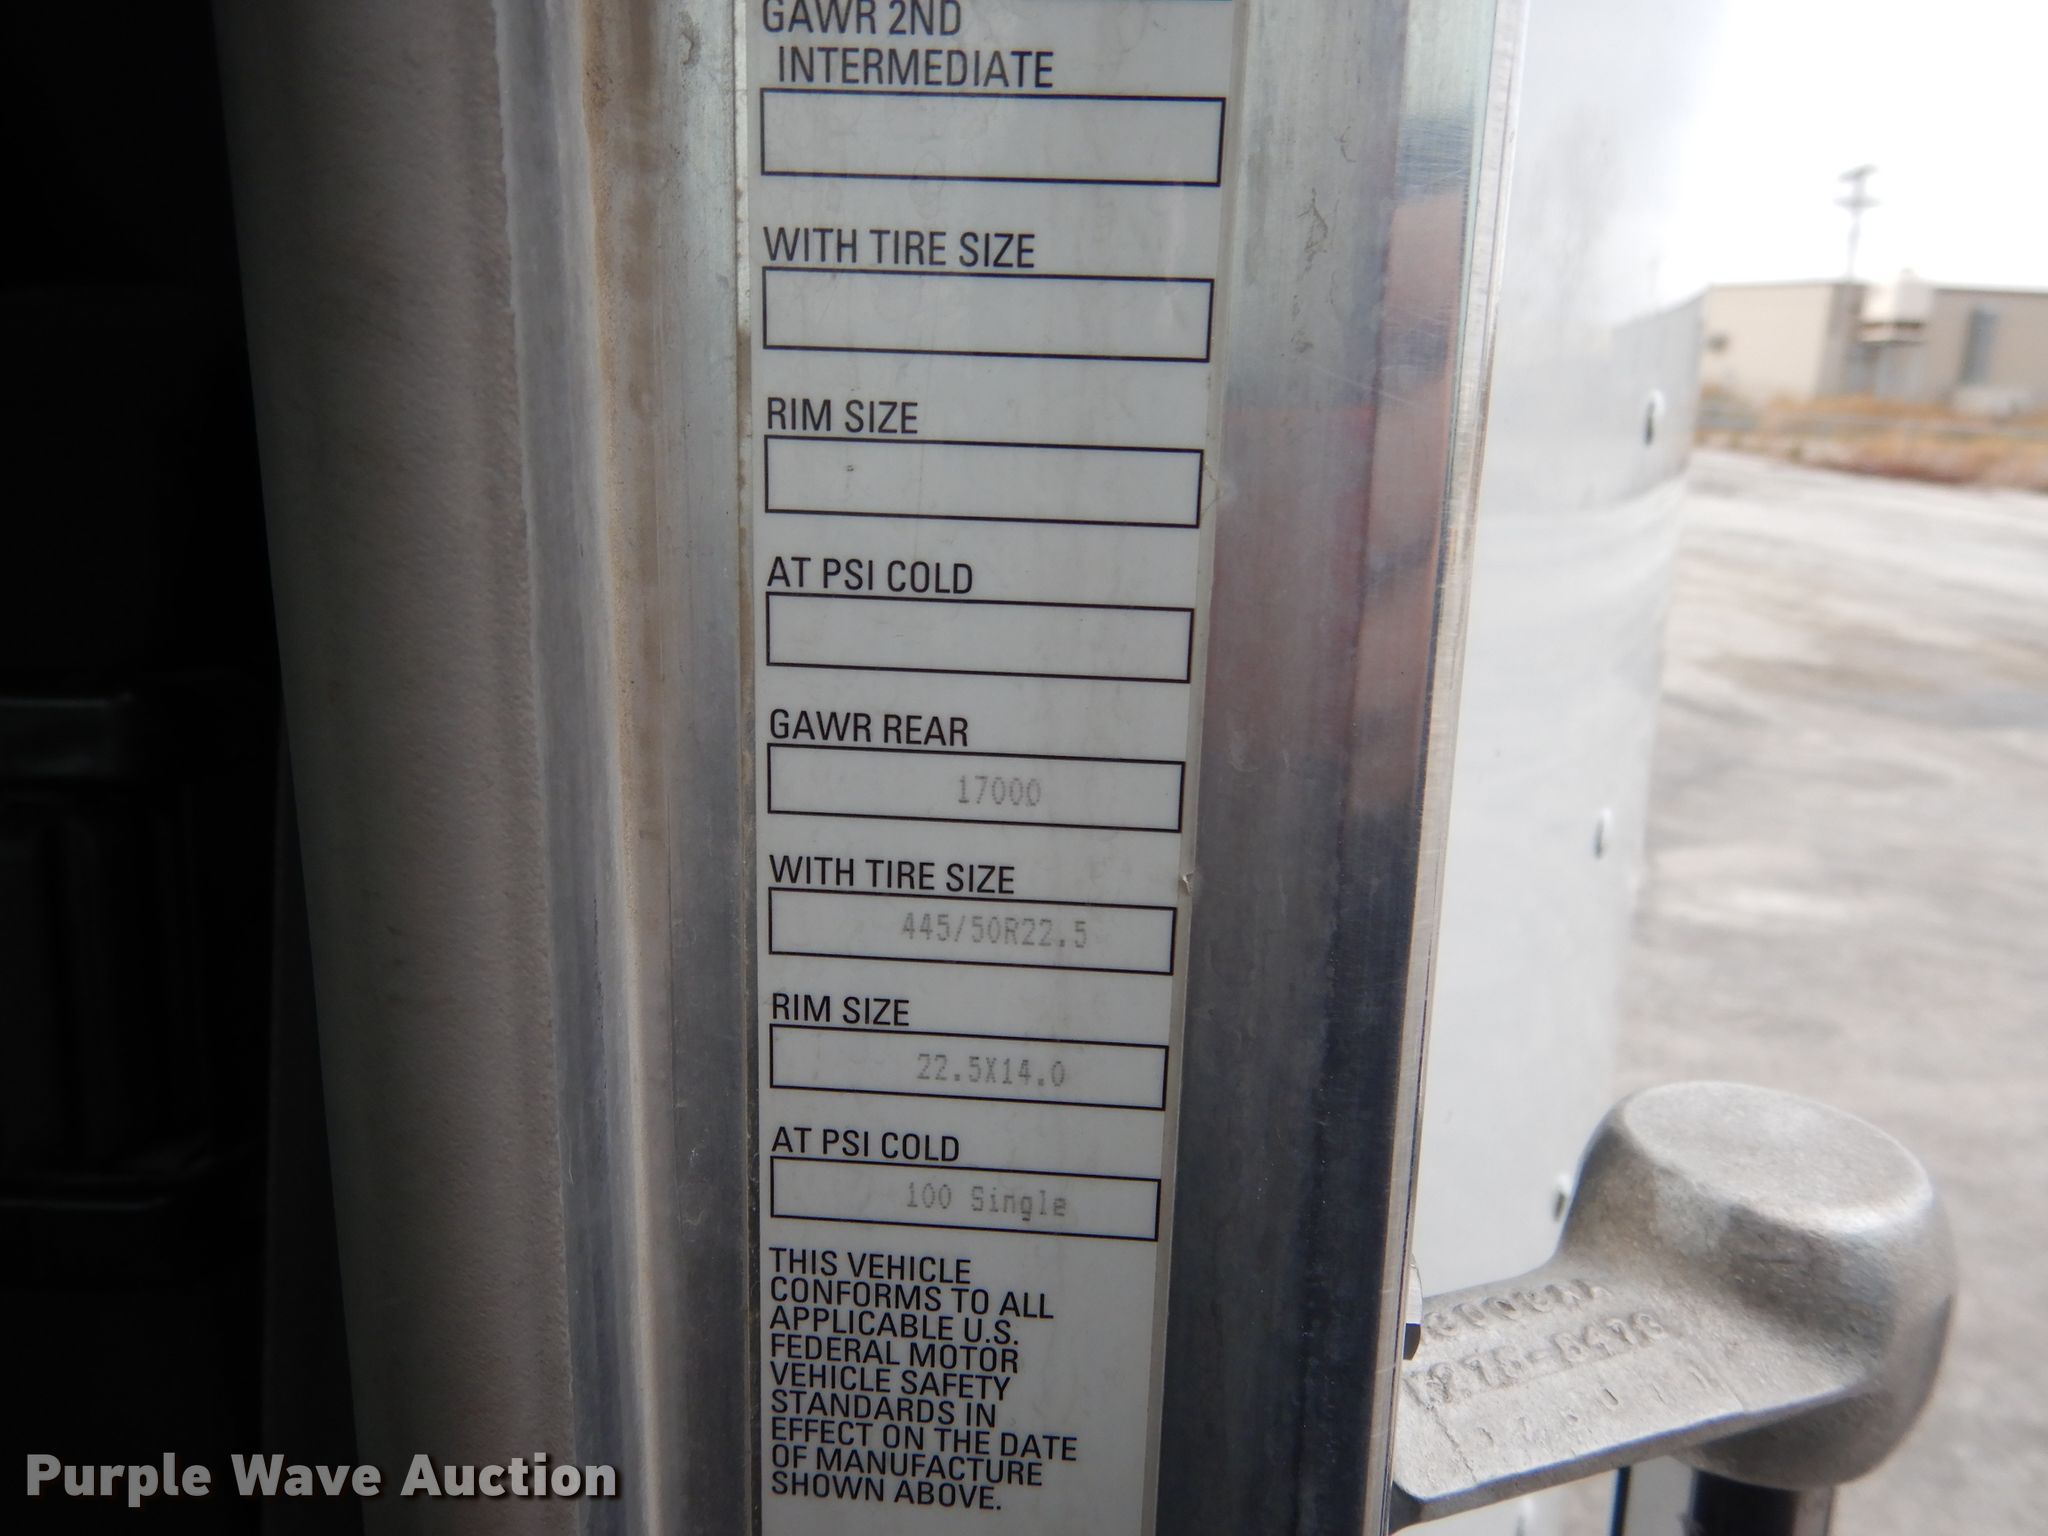 GAWR 2ND
INTERMEDIATE
WITH TIRE SIZE
RIM SIZE
AT PSI COLD
GAWR REAR
17000
WITH TIRE SIZE
445/50R22.5
RIM SIZE
22.5X14.0
AT PSI COLD
100 Single
THIS VEHICLE
CONFORMS TO ALL
APPLICABLE U.S.
FEDERAL MOTOR
VEHICLE SAFETY
STANDARDS IN
EFFECT ON THE DATE
OF MANUFACTURE
SHOWN ABOVE.
Purple Wave Auction